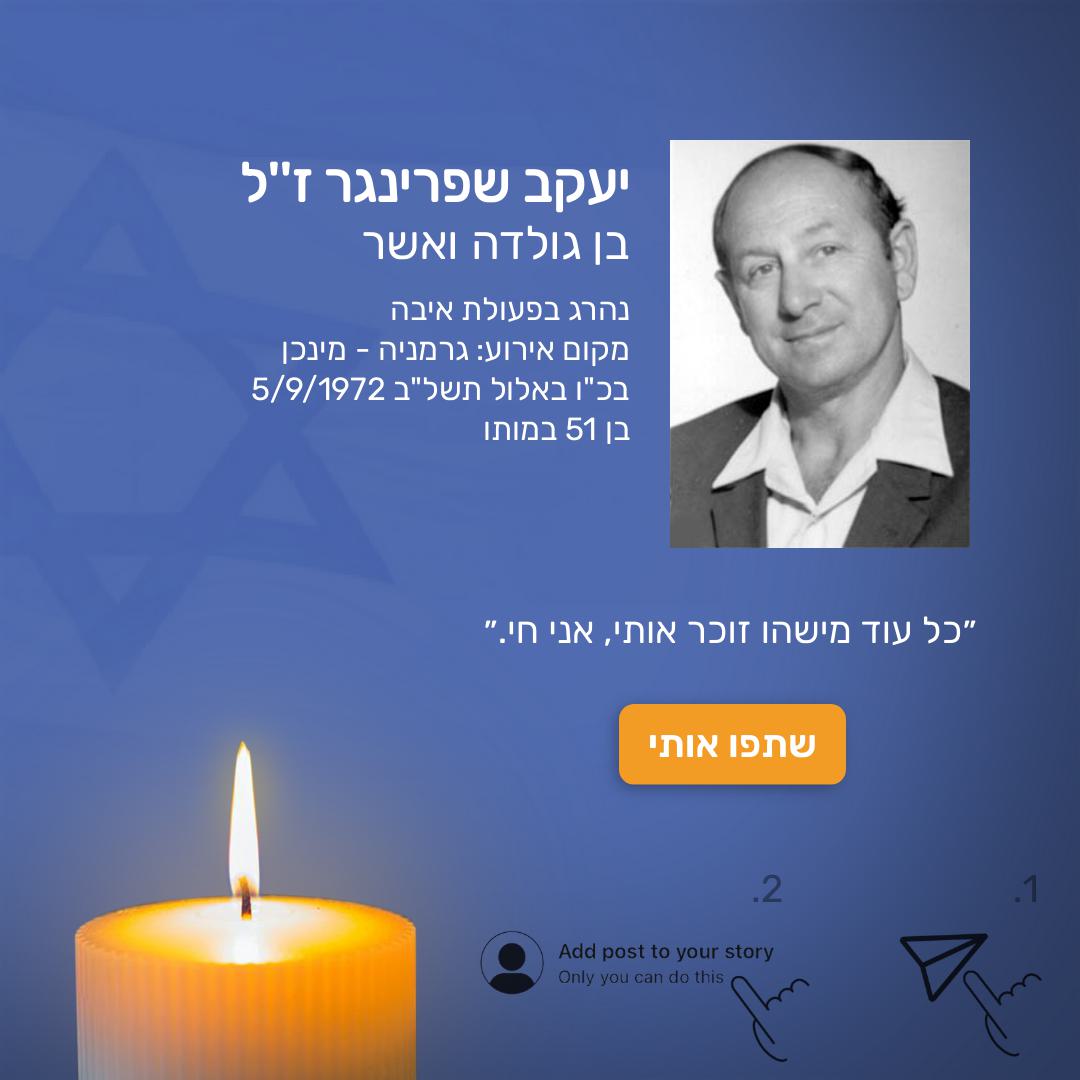 יעקב שפרינגר ז"ל
בן גולדה ואשר
נהרג בפעולת איבה
מקום אירוע: גרמניה - מינכן
בכ"ו באלול תשל"ב 5/9/1972
בן 51 במותו
״כל עוד מישהו זוכר אותי, אני חי.״
שתפו אותי
1.
2.
Add post to your story
Only you can do this